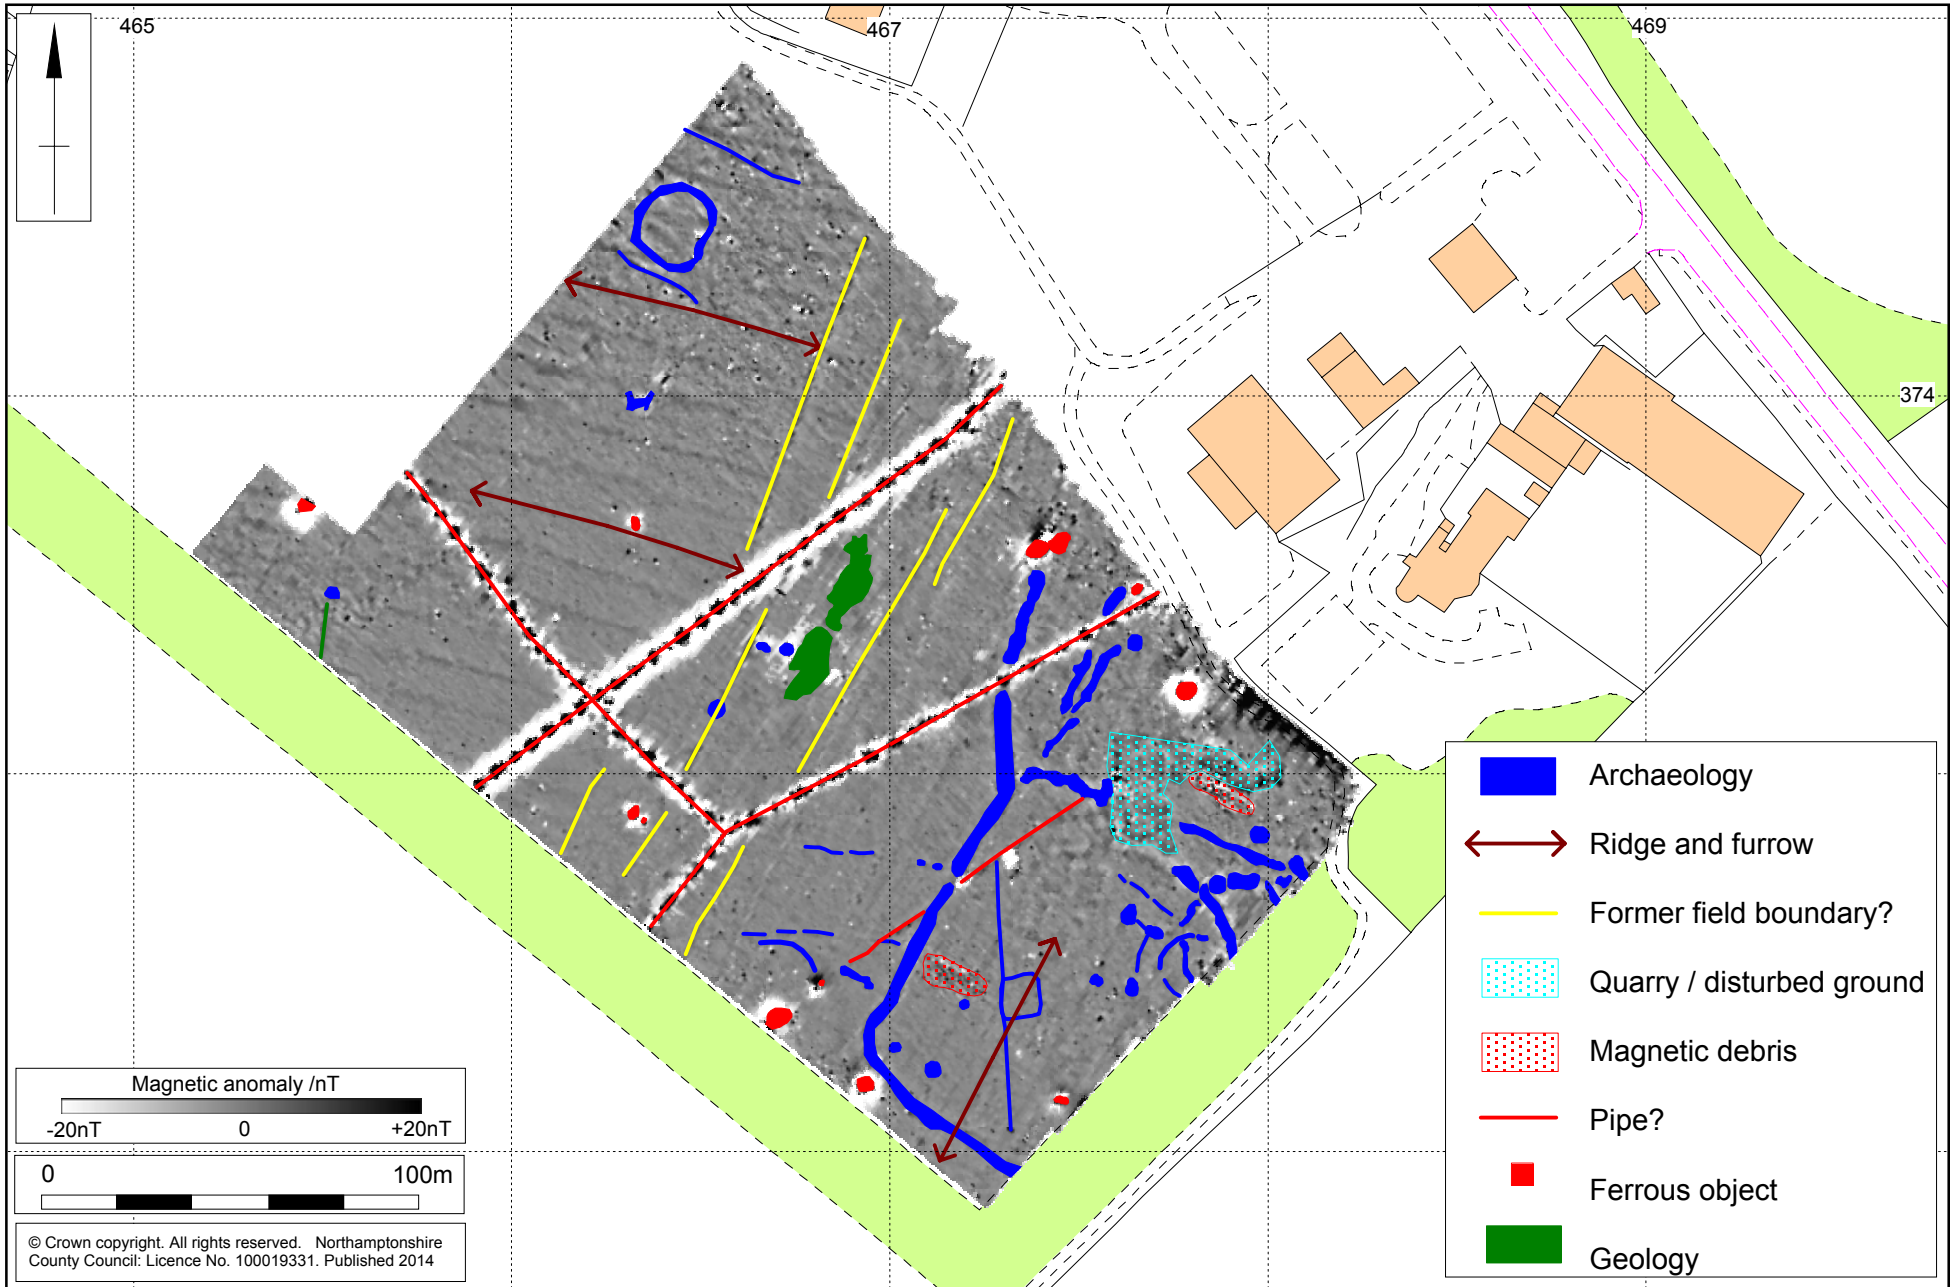 465
467
469
374
Archaeology
Ridge and furrow
Former field boundary?
Quarry / disturbed ground
Magnetic debris
Pipe?
Ferrous object
Geology
Magnetic anomaly /nT
-20nT 0 +20nT
0 100m
© Crown copyright. All rights reserved. Northamptonshire
County Council: Licence No. 100019331. Published 2014